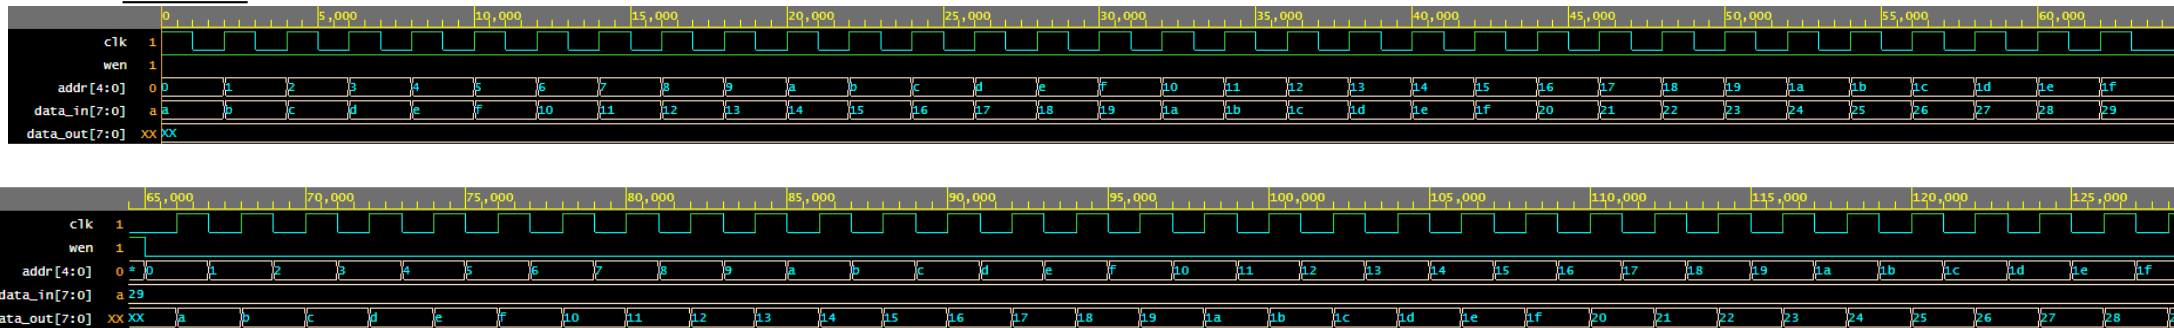 0 5,000 10,000 15,000 20,000 25,000 30,000 35,000 40,000 45,000 50,000 55,000 60,000
clk 1
wen 1
addr[4:0] 0 0 1 2 3 4 5 6 7 8 9 a b c d e f 10 11 12 13 14 15 16 17 18 19 1a 1b 1c 1d 1e 1f
data_in[7:0] a a b c d e f 10 11 12 13 14 15 16 17 18 19 1a 1b 1c 1d 1e 1f 20 21 22 23 24 25 26 27 28 29
data_out[7:0] XX XX
65,000 70,000 75,000 80,000 85,000 90,000 95,000 100,000 105,000 110,000 115,000 120,000 125,000
clk 1
wen 1
addr[4:0] 0 * 0 1 2 3 4 5 6 7 8 9 a b c d e f 10 11 12 13 14 15 16 17 18 19 1a 1b 1c 1d 1e 1f
data_in[7:0] a 29
ata_out[7:0] XX XX a b c d e f 10 11 12 13 14 15 16 17 18 19 1a 1b 1c 1d 1e 1f 20 21 22 23 24 25 26 27 28